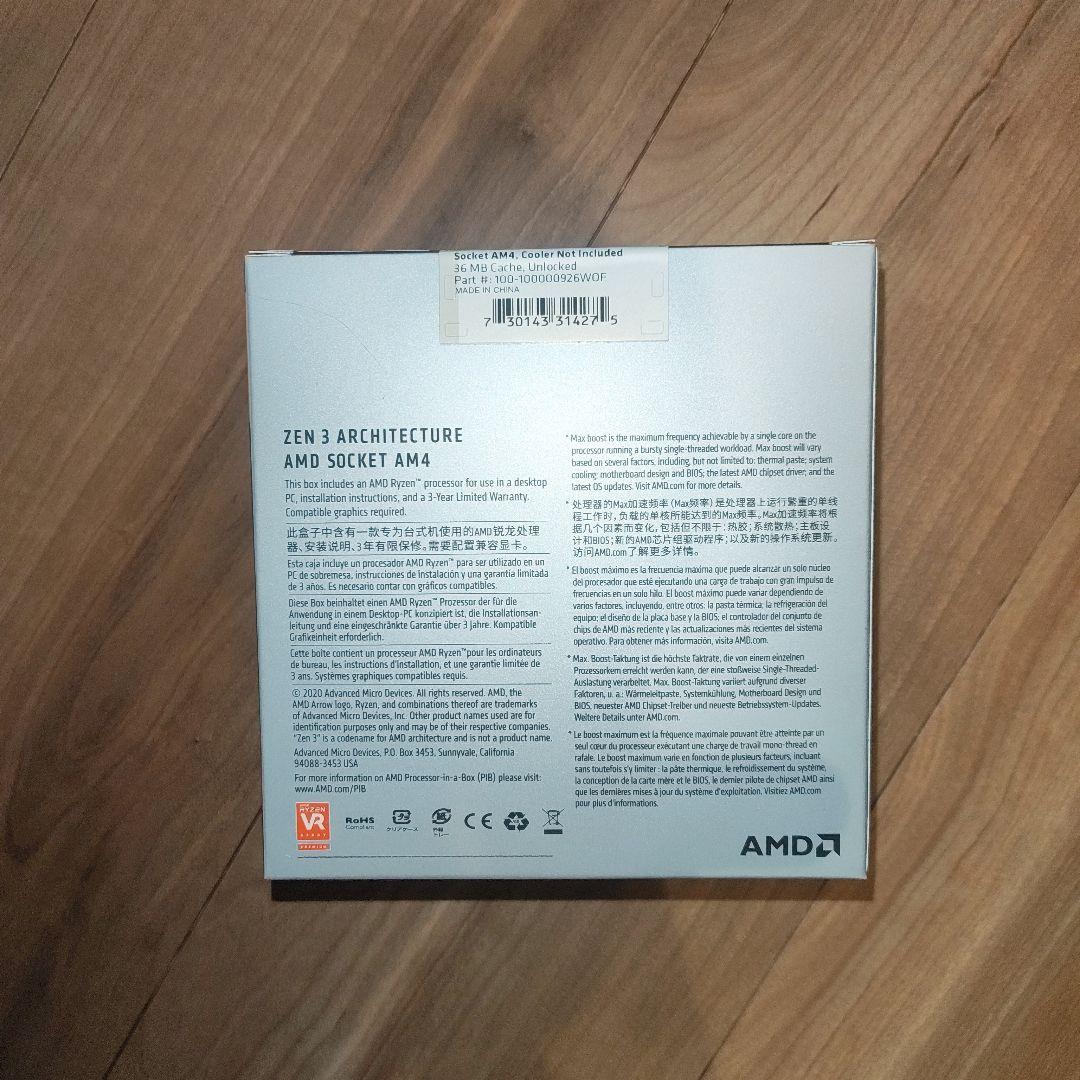 Socket AM4, Cooler Not Included
36 MB Cache, Unlocked
Part #: 100-100000926WOF
MADE IN CHINA
7 30143 31427 5
ZEN 3 ARCHITECTURE
AMD SOCKET AM4
This box includes an AMD Ryzen™ processor for use in a desktop
PC, installation instructions, and a 3-Year Limited Warranty.
Compatible graphics required.
此盒子中含有一款专为台式机使用的AMD锐龙处理
器、安装说明、3年有限保修。需要配置兼容显卡。
Esta caja incluye un procesador AMD Ryzen™ para ser utilizado en un
PC de sobremesa, instrucciones de instalación y una garantía limitada
de 3 años. Es necesario contar con gráficos compatibles.
Diese Box beinhaltet einen AMD Ryzen™ Prozessor der für die
Anwendung in einem Desktop-PC konzipiert ist, die Installationsan-
leitung und eine eingeschränkte Garantie über 3 Jahre. Kompatible
Grafikeinheit erforderlich.
Cette boîte contient un processeur AMD Ryzen™pour les ordinateurs
de bureau, les instructions d'installation, et une garantie limitée de
3 ans. Systèmes graphiques compatibles requis.
© 2020 Advanced Micro Devices. All rights reserved. AMD, the
AMD Arrow logo, Ryzen, and combinations thereof are trademarks
of Advanced Micro Devices, Inc. Other product names used are for
identification purposes only and may be of their respective companies.
"Zen 3" is a codename for AMD architecture and is not a product name.
Advanced Micro Devices, P.O. Box 3453, Sunnyvale, California
94088-3453 USA
For more information on AMD Processor-in-a-Box (PIB) please visit:
www.AMD.com/PIB
* Max boost is the maximum frequency achievable by a single core on the
processor running a bursty single-threaded workload. Max boost will vary
based on several factors, including, but not limited to: thermal paste; system
cooling; motherboard design and BIOS; the latest AMD chipset driver; and the
latest OS updates. Visit AMD.com for more details.
* 处理器的Max加速频率(Max频率)是处理器上运行繁重的单线
程工作时,负载的单核所能达到的Max频率。Max加速频率将根
据几个因素而变化,包括但不限于:热胶;系统散热;主板设
计和BIOS;新的AMD芯片组驱动程序;以及新的操作系统更新。
访问AMD.com了解更多详情。
* El boost máximo es la frecuencia maxima que puede alcanzar un solo núcleo
del procesador que esté ejecutando una carga de trabajo con gran impulso de
frecuencias en un solo hilo. El boost máximo puede variar dependiendo de
varios factores, incluyendo, entre otros: la pasta térmica; la refrigeración del
equipo; el diseño de la placa base y la BIOS; el controlador del conjunto de
chips de AMD más reciente y las actualizaciones más recientes del sistema
operativo. Para obtener más información, visita AMD.com.
* Max. Boost-Taktung ist die höchste Taktrate, die von einem einzelnen
Prozessorkern erreicht werden kann, der eine stoßweise Single-Threaded-
Auslastung verarbeitet. Max. Boost-Taktung variiert aufgrund diverser
Faktoren, u. a.: Wärmeleitpaste, Systemkühlung, Motherboard Design und
BIOS, neuester AMD Chipset-Treiber und neueste Betriebssystem-Updates.
Weitere Details unter AMD.com.
* Le boost maximum est la fréquence maximale pouvant être atteinte par un
seul cœur du processeur exécutant une charge de travail mono-thread en
rafale. Le boost maximum varie en fonction de plusieurs facteurs, incluant
sans toutefois s'y limiter : la pâte thermique, le refroidissement du système,
la conception de la carte mère et le BIOS, le dernier pilote de chipset AMD ainsi
que les dernières mises à jour du système d'exploitation. Visitiez AMD.com
pour plus d'informations.
RYZEN
VR
READY
PREMIUM
RoHS
Compliant
プラ
クリアケース
外箱
トレー
CE
AMD